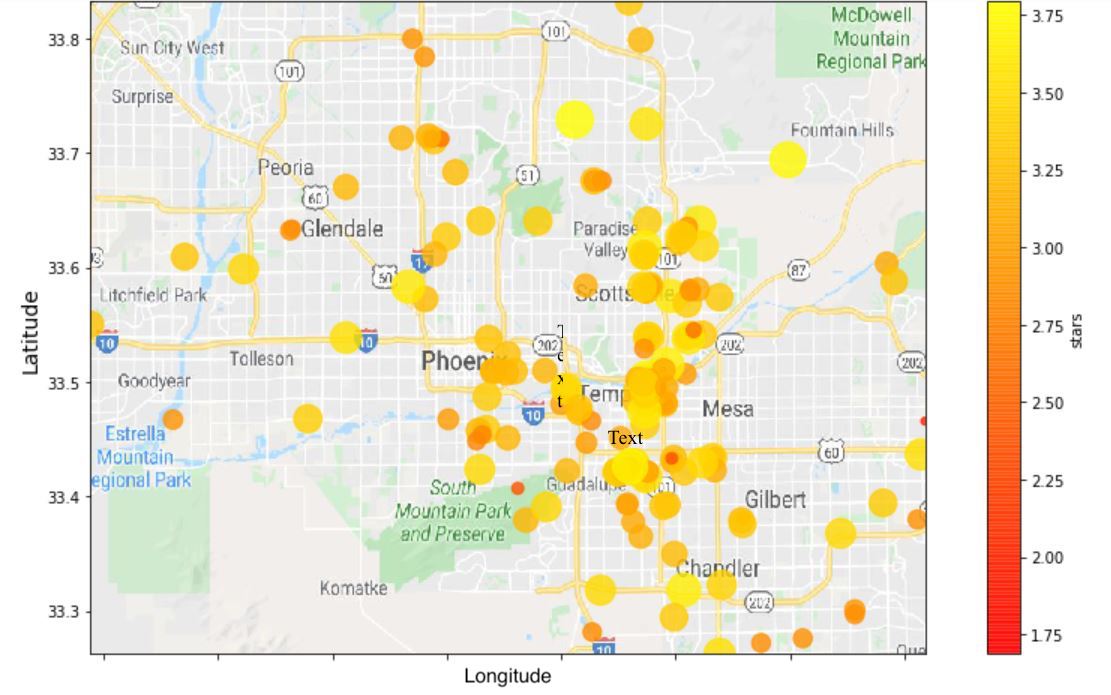 McDowell
Mountain
Regional Park
Sun City West
101
101
Surprise
Fountain Hills
Peoria
51
60
Glendale
Paradise
Valley
101
17
60
87
Litchfield Park
10
Tolleson
10
202
202
202
Phoenix
Goodyear
10
Mesa
Text
Text
Estrella
Mountain
60
South
Mountain Park
and Preserve
Guadalupe
Gilbert
Chandler
Komatke
202
10
33.8
33.7
33.6
33.5
33.4
33.3
Latitude
Longitude
3.75
3.50
3.25
3.00
2.75
2.50
2.25
2.00
1.75
stars